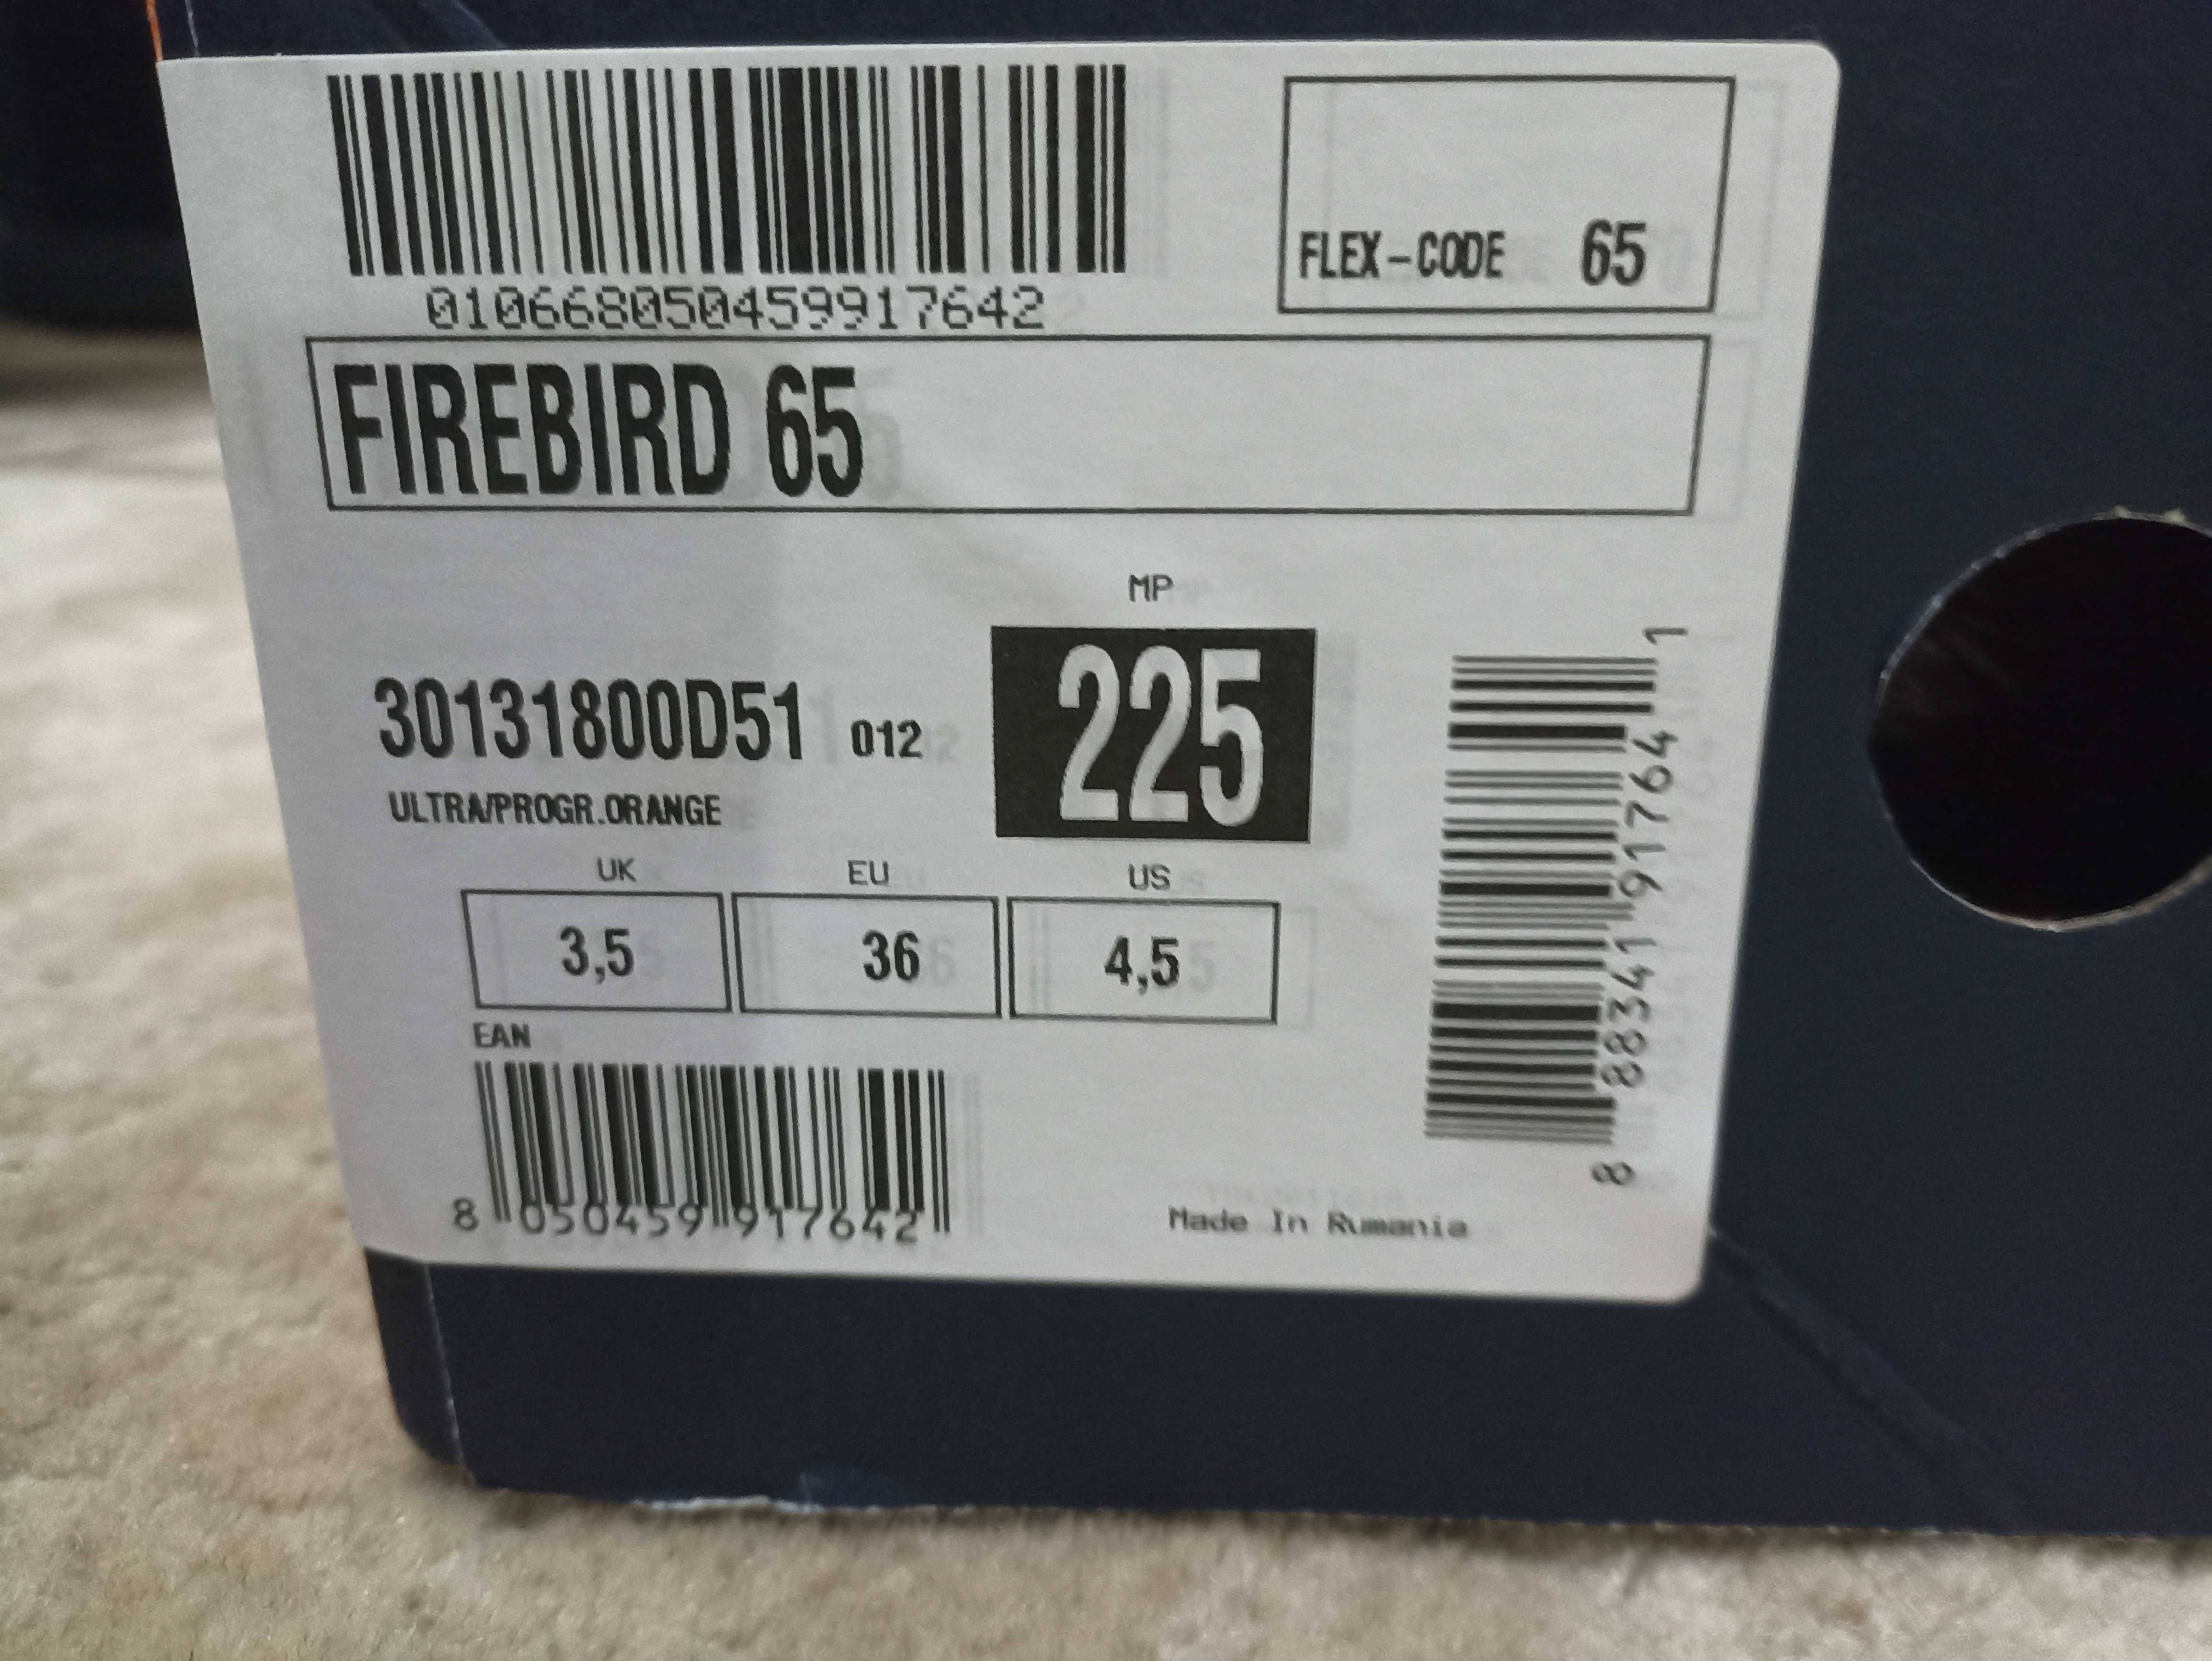 010668050459917642
FLEX-CODE 65
FIREBIRD 65
MP
30131800D51 012
225
ULTRA/PROGR.ORANGE
UK EU US
3,5 36 4,5
EAN
8 050459 917642
8 88341 91764 1
Made In Rumania